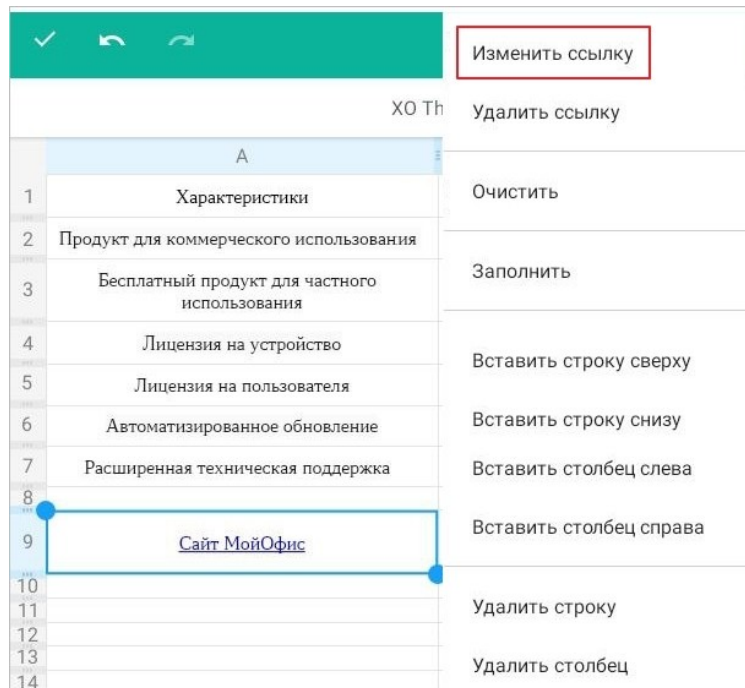 XO Th
A
1 Характеристики
2 Продукт для коммерческого использования
3 Бесплатный продукт для частного
использования
4 Лицензия на устройство
5 Лицензия на пользователя
6 Автоматизированное обновление
7 Расширенная техническая поддержка
8
9 Сайт МойОфис
10
11
12
13
14
Изменить ссылку
Удалить ссылку
Очистить
Заполнить
Вставить строку сверху
Вставить строку снизу
Вставить столбец слева
Вставить столбец справа
Удалить строку
Удалить столбец